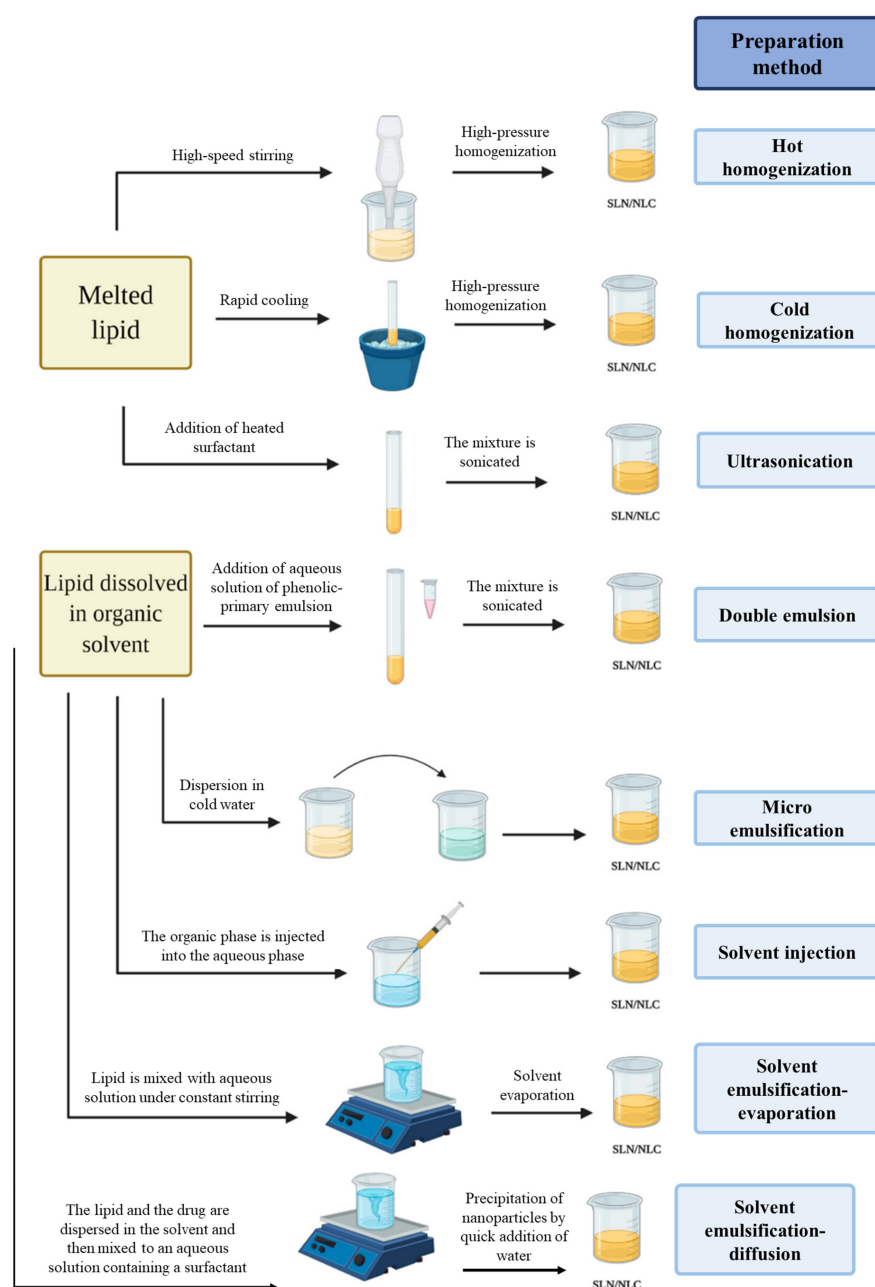 Preparation
method
High-speed stirring
High-pressure
homogenization
SLN/NLC
Hot
homogenization
Melted
lipid
Rapid cooling
High-pressure
homogenization
SLN/NLC
Cold
homogenization
Addition of heated
surfactant
The mixture is
sonicated
SLN/NLC
Ultrasonication
Lipid dissolved
in organic
solvent
Addition of aqueous
solution of phenolic-
primary emulsion
The mixture is
sonicated
SLN/NLC
Double emulsion
Dispersion in
cold water
SLN/NLC
Micro
emulsification
The organic phase is injected
into the aqueous phase
SLN/NLC
Solvent injection
Lipid is mixed with aqueous
solution under constant stirring
Solvent
evaporation
SLN/NLC
Solvent
emulsification-
evaporation
The lipid and the drug are
dispersed in the solvent and
then mixed to an aqueous
solution containing a surfactant
Precipitation of
nanoparticles by
quick addition of
water
SLN/NLC
Solvent
emulsification-
diffusion